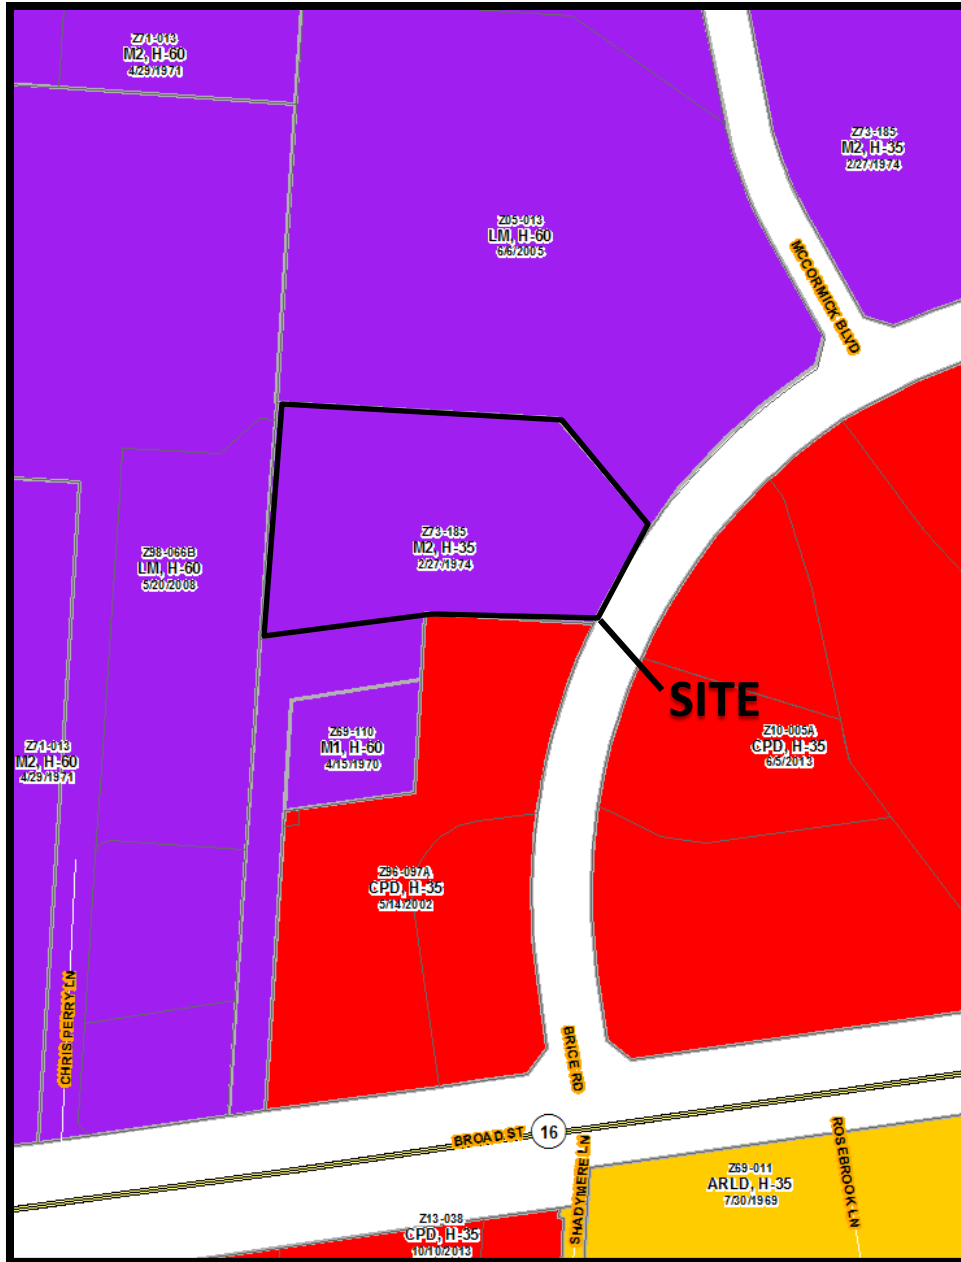 Z71-013
M2, H-60
4/29/1971
Z73-185
M2, H-35
2/27/1974
Z05-013
LM, H-60
6/6/2005
MCCORMICK BLVD
Z73-185
M2, H-35
2/27/1974
Z98-066B
LM, H-60
5/20/2008
SITE
Z69-110
M1, H-60
4/15/1970
Z10-005A
CPD, H-35
6/5/2013
Z71-013
M2, H-60
4/29/1971
Z96-097A
CPD, H-35
5/14/2002
CHRIS PERRY LN
BRICE RD
BROAD ST
16
SHADYMERE LN
ROSEBROOK LN
Z69-011
ARLD, H-35
7/30/1969
Z13-038
CPD, H-35
10/10/2013